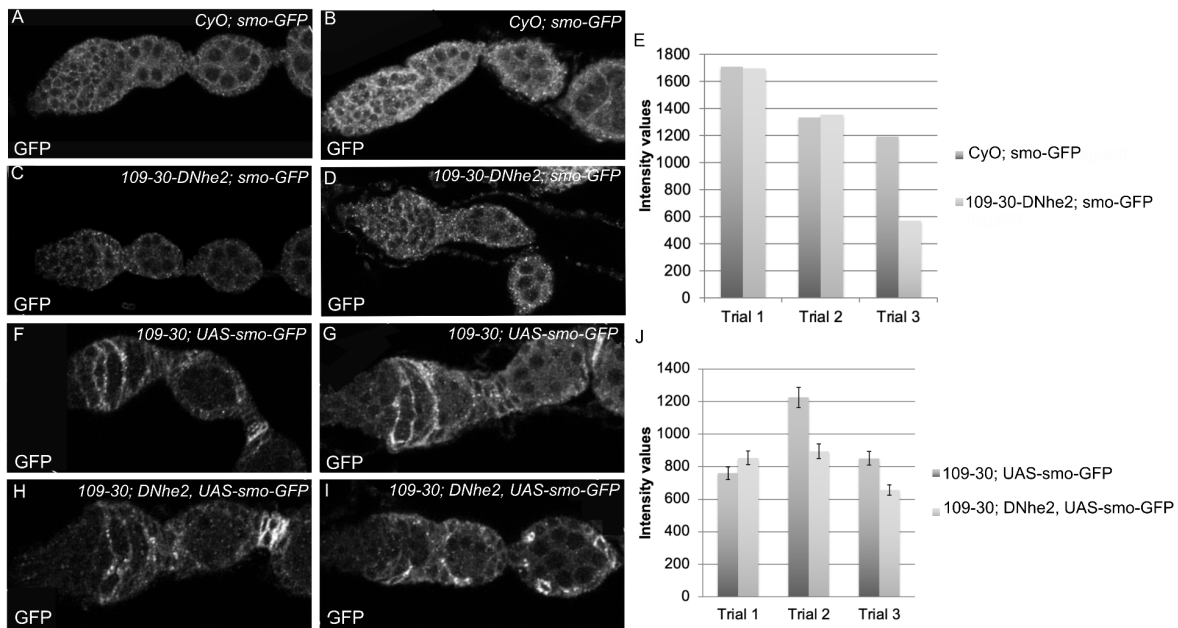 A
CyO; smo-GFP
GFP
B
CyO; smo-GFP
GFP
C
109-30-DNhe2; smo-GFP
GFP
D
109-30-DNhe2; smo-GFP
GFP
E
Intensity values
1800
1600
1400
1200
1000
800
600
400
200
0
Trial 1
Trial 2
Trial 3
CyO; smo-GFP
109-30-DNhe2; smo-GFP
F
109-30; UAS-smo-GFP
GFP
G
109-30; UAS-smo-GFP
GFP
H
109-30; DNhe2, UAS-smo-GFP
GFP
I
109-30; DNhe2, UAS-smo-GFP
GFP
J
Intensity values
1400
1200
1000
800
600
400
200
0
Trial 1
Trial 2
Trial 3
109-30; UAS-smo-GFP
109-30; DNhe2, UAS-smo-GFP